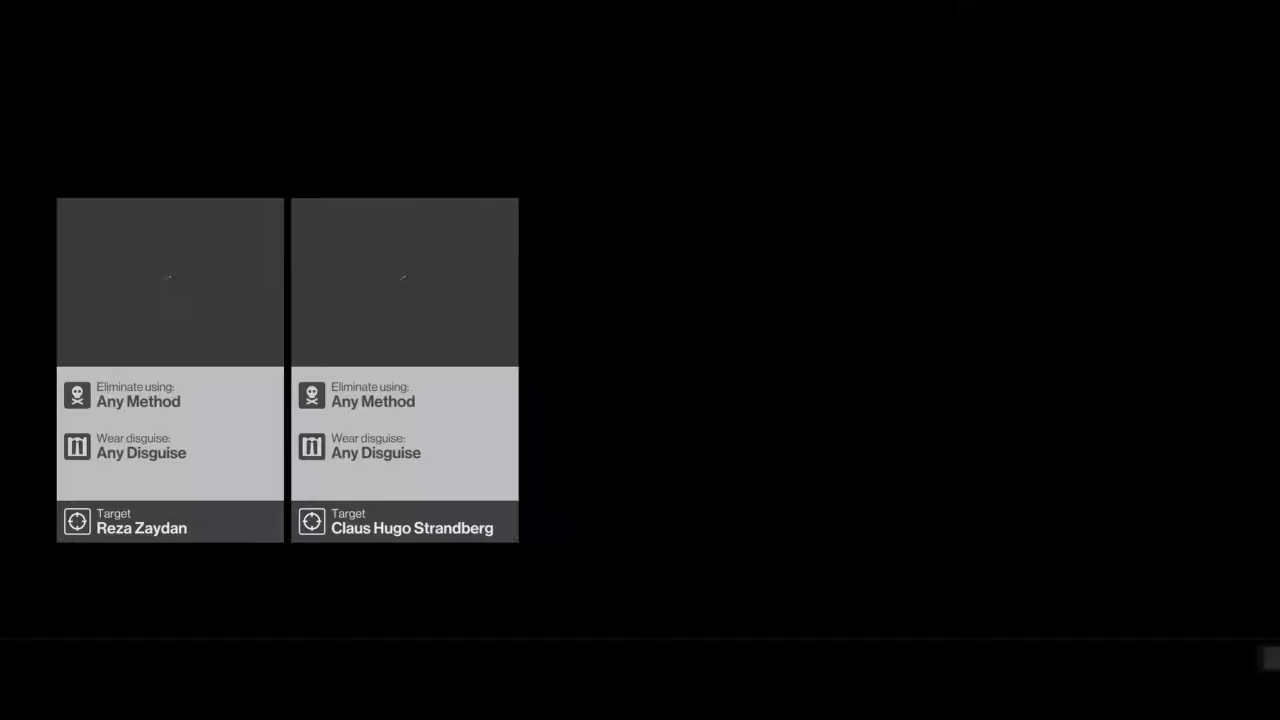 Eliminate using:
Any Method
Wear disguise:
Any Disguise
Target
Reza Zaydan
Eliminate using:
Any Method
Wear disguise:
Any Disguise
Target
Claus Hugo Strandberg